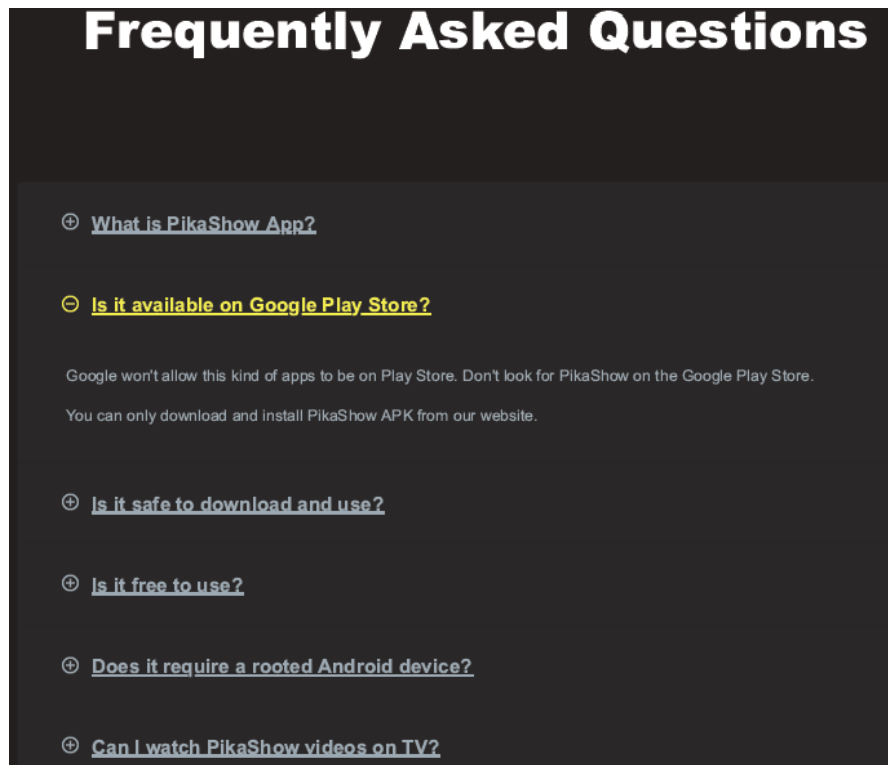 Frequently Asked Questions
What is PikaShow App?
Is it available on Google Play Store?
Google won't allow this kind of apps to be on Play Store. Don't look for PikaShow on the Google Play Store.
You can only download and install PikaShow APK from our website.
Is it safe to download and use?
Is it free to use?
Does it require a rooted Android device?
Can I watch PikaShow videos on TV?